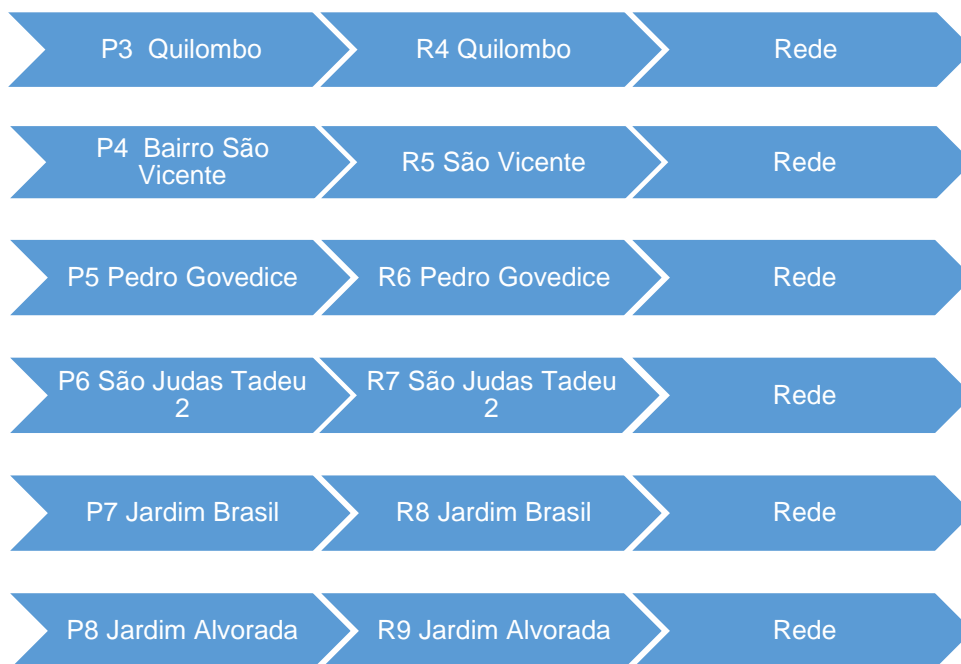 P3  Quilombo
R4 Quilombo
Rede
P4  Bairro São
Vicente
R5 São Vicente
Rede
P5 Pedro Govedice
R6 Pedro Govedice
Rede
P6 São Judas Tadeu
2
R7 São Judas Tadeu
2
Rede
P7 Jardim Brasil
R8 Jardim Brasil
Rede
P8 Jardim Alvorada
R9 Jardim Alvorada
Rede